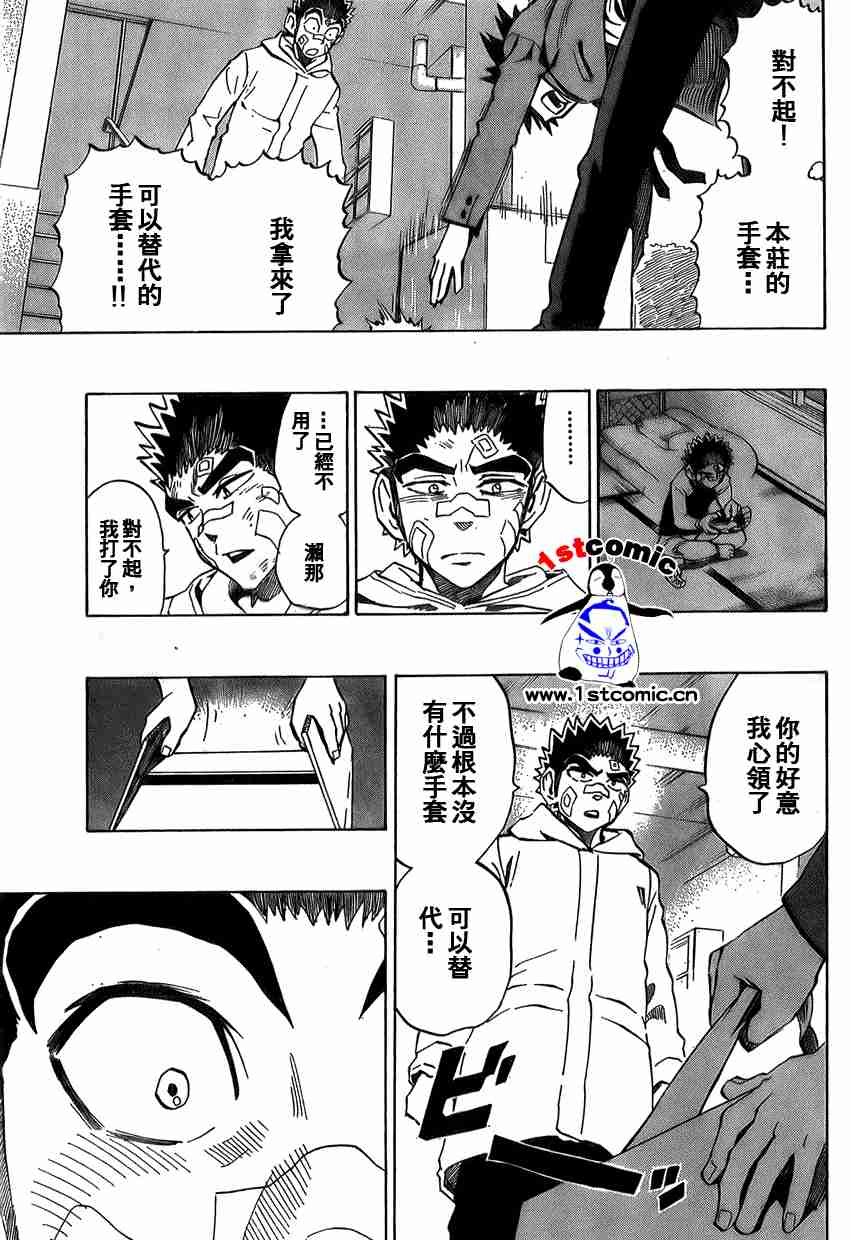 對不起！
本莊的
手套…
我拿來了
可以替代的
手套……!!
………
…已經不
用了
瀨那
對不起，
我打了你
1stcomic
www.1stcomic.cn
你的好意
我心領了
不過根本沒
有什麼手套
可以替
代…
ビーッ